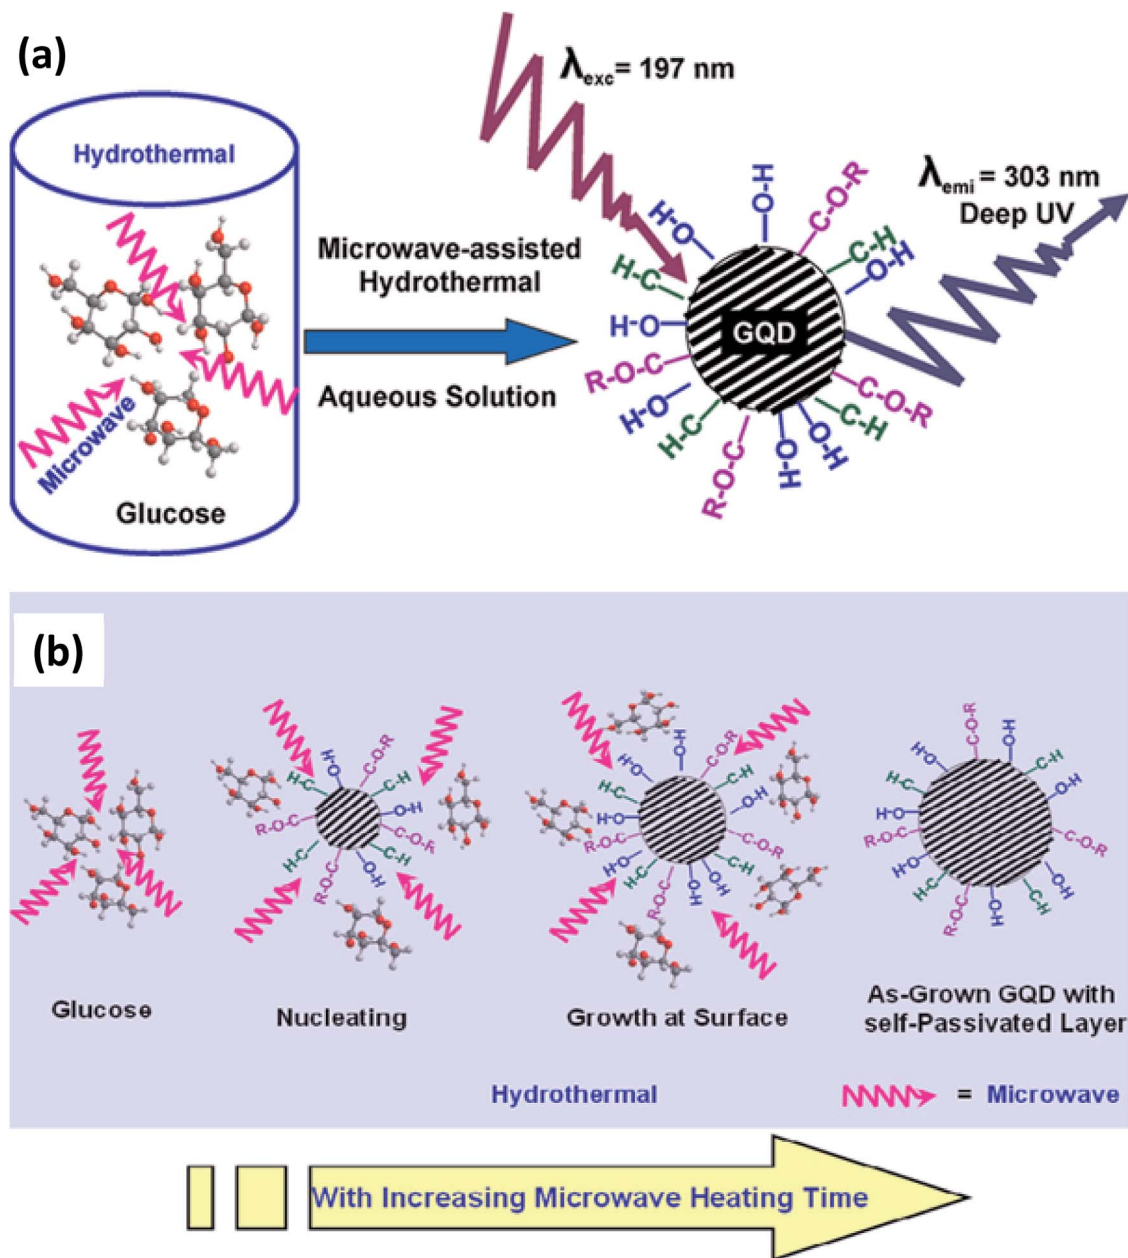 (a)
Hydrothermal
Microwave
Glucose
Microwave-assisted
Hydrothermal
Aqueous Solution
λexc = 197 nm
λemi = 303 nm
Deep UV
H-O
O-H
C-O-R
C-H
O-H
H-C
H-O
GQD
R-O-C
H-O
H-C
R-O-C
O-H
O-H
C-H
C-O-R
(b)
H-O
C-O-R
H-C
C-H
O-H
R-O-C
C-O-R
H-C
C-H
R-O-C
O-H
O-H
C-O-R
H-O
C-H
H-C
O-H
H-O
R-O-C
C-O-R
H-O
C-H
H-C
R-O-C
O-H
O-H
C-O-R
O-H
H-O
C-H
H-C
O-H
H-O
R-O-C
C-O-R
H-O
O-H
H-C
C-H
R-O-C
O-H
Glucose
Nucleating
Growth at Surface
As-Grown GQD with
self-Passivated Layer
Hydrothermal
= Microwave
With Increasing Microwave Heating Time